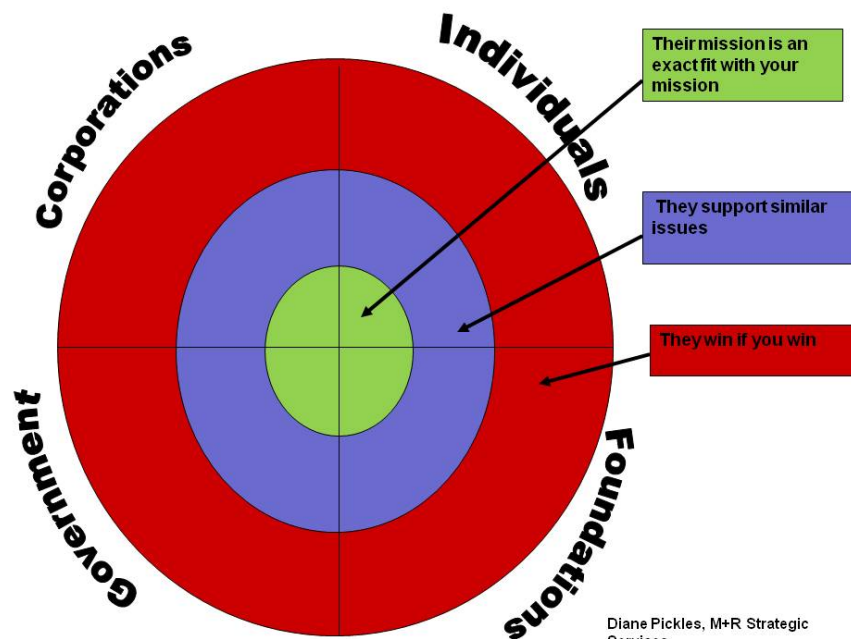 Corporations
Individuals
Their mission is an
exact fit with your
mission
They support similar
issues
They win if you win
Government
Foundations
Diane Pickles, M+R Strategic